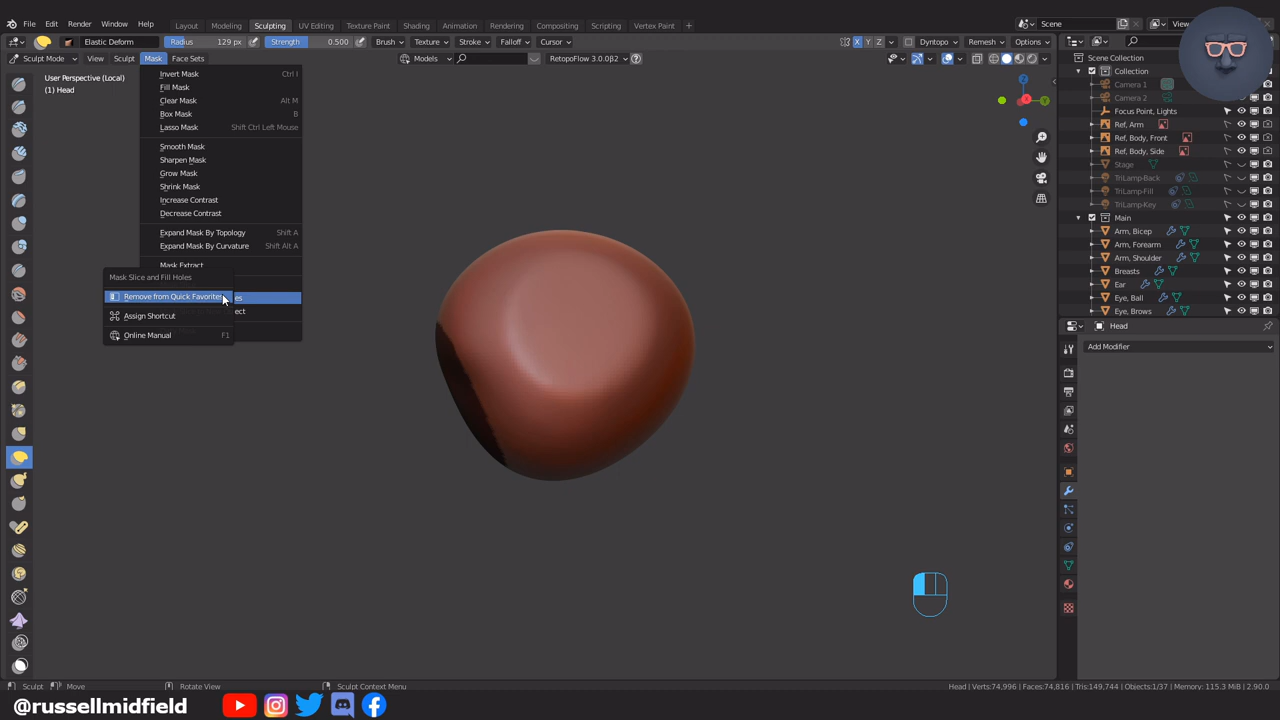 File Edit Render Window Help Layout Modeling Sculpting UV Editing Texture Paint Shading Animation Rendering Compositing Scripting Vertex Paint + Scene View
Elastic Deform Radius 129 px Strength 0.500 Brush Texture Stroke Falloff Cursor X Y Z Dyntopo Remesh Options
Sculpt Mode View Sculpt Mask Face Sets Models RetopoFlow 3.0.0β2
User Perspective (Local)
(1) Head
Invert Mask Ctrl I
Fill Mask
Clear Mask Alt M
Box Mask B
Lasso Mask Shift Ctrl Left Mouse
Smooth Mask
Sharpen Mask
Grow Mask
Shrink Mask
Increase Contrast
Decrease Contrast
Expand Mask By Topology Shift A
Expand Mask By Curvature Shift Alt A
Mask Extract
Mask Slice and Fill Holes
Remove from Quick Favorites
Assign Shortcut
Online Manual F1
X Y
Scene Collection
Collection
Camera 1
Camera 2
Focus Point, Lights
Ref, Arm
Ref, Body, Front
Ref, Body, Side
Stage
TriLamp-Back
TriLamp-Fill
TriLamp-Key
Main
Arm, Bicep
Arm, Forearm
Arm, Shoulder
Breasts
Ear
Eye, Ball
Eye, Brows
Head
Add Modifier
Sculpt Move Rotate View Sculpt Context Menu Head | Verts:74,996 | Faces:74,816 | Tris:149,744 | Objects:1/37 | Memory: 115.3 MiB | 2.90.0
@russellmidfield